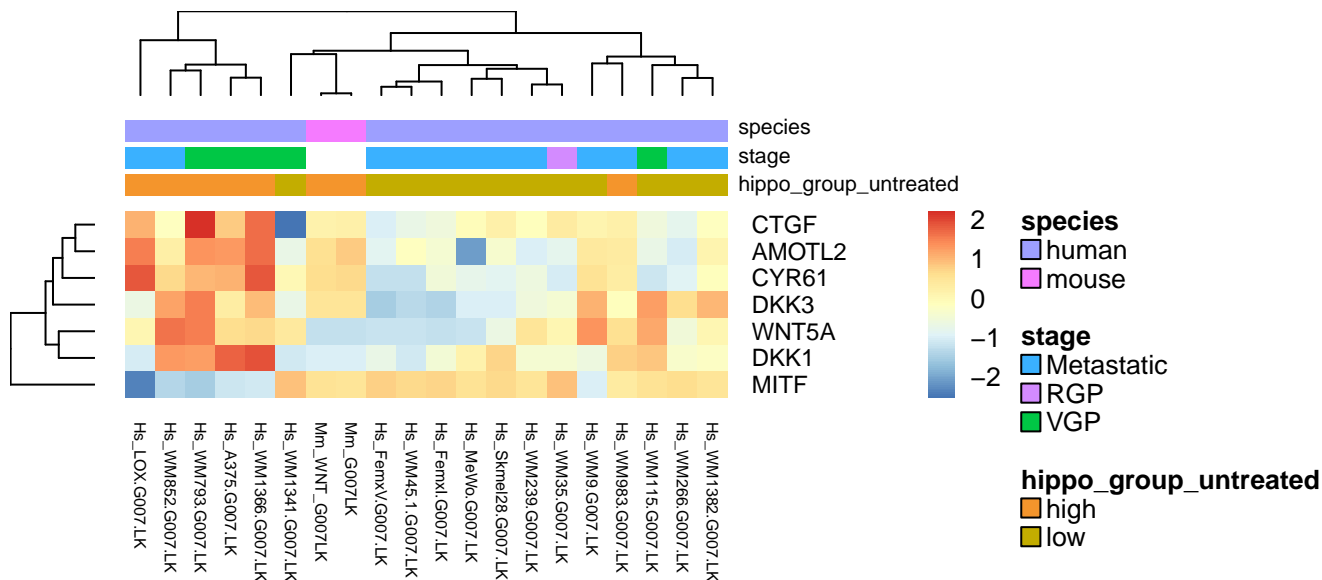 species
stage
hippo_group_untreated
CTGF
AMOTL2
CYR61
DKK3
WNT5A
DKK1
MITF
2
1
0
−1
−2
species
human
mouse
stage
Metastatic
RGP
VGP
hippo_group_untreated
high
low
Hs_LOX.G007.LK
Hs_WM852.G007.LK
Hs_WM793.G007.LK
Hs_A375.G007.LK
Hs_WM1366.G007.LK
Hs_WM1341.G007.LK
Mm_WNT_G007LK
Mm_G007LK
Hs_FemxV.G007.LK
Hs_WM45.1.G007.LK
Hs_FemxI.G007.LK
Hs_MeWo.G007.LK
Hs_Skmel28.G007.LK
Hs_WM239.G007.LK
Hs_WM35.G007.LK
Hs_WM9.G007.LK
Hs_WM983.G007.LK
Hs_WM115.G007.LK
Hs_WM266.G007.LK
Hs_WM1382.G007.LK